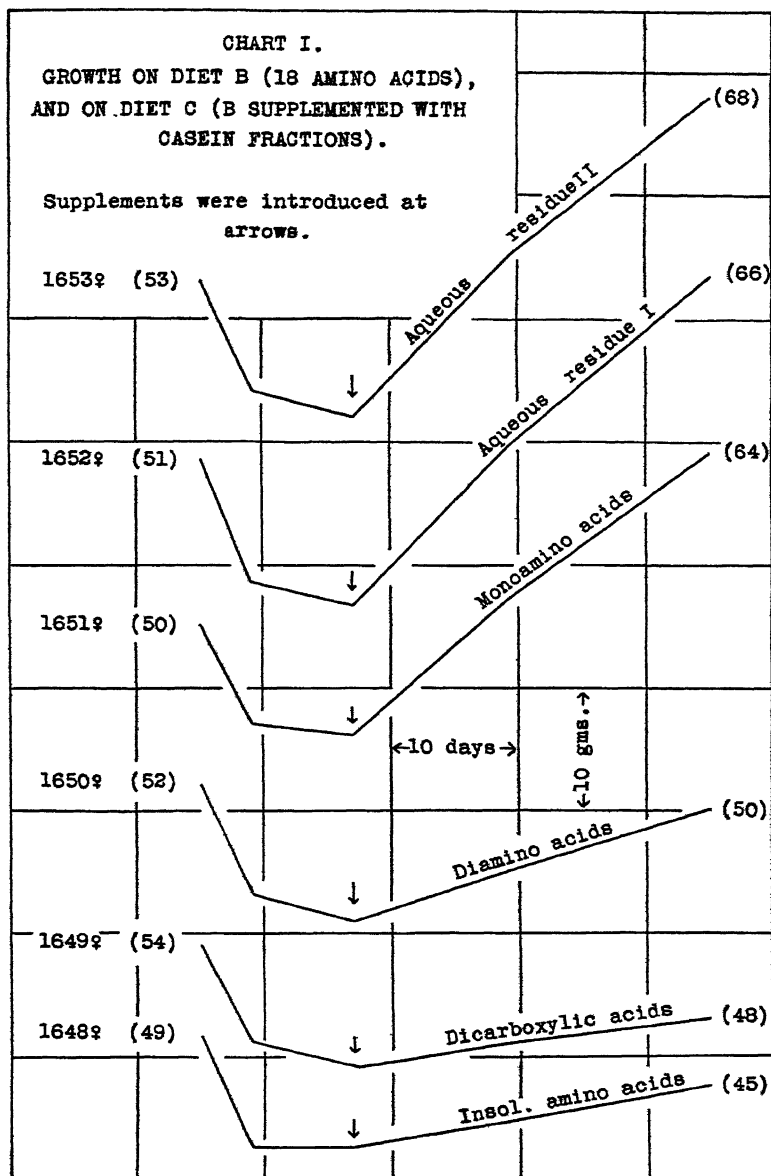 CHART I.
GROWTH ON DIET B (18 AMINO ACIDS),
AND ON DIET C (B SUPPLEMENTED WITH
CASEIN FRACTIONS).
Supplements were introduced at
arrows.
(68)
Aqueous residue II
1653♀ (53)
(66)
Aqueous residue I
1652♀ (51)
(64)
Monoamino acids
1651♀ (50)
←10 days→
←10 gms.→
1650♀ (52)
(50)
Diamino acids
1649♀ (54)
(48)
Dicarboxylic acids
1648♀ (49)
(45)
Insol. amino acids